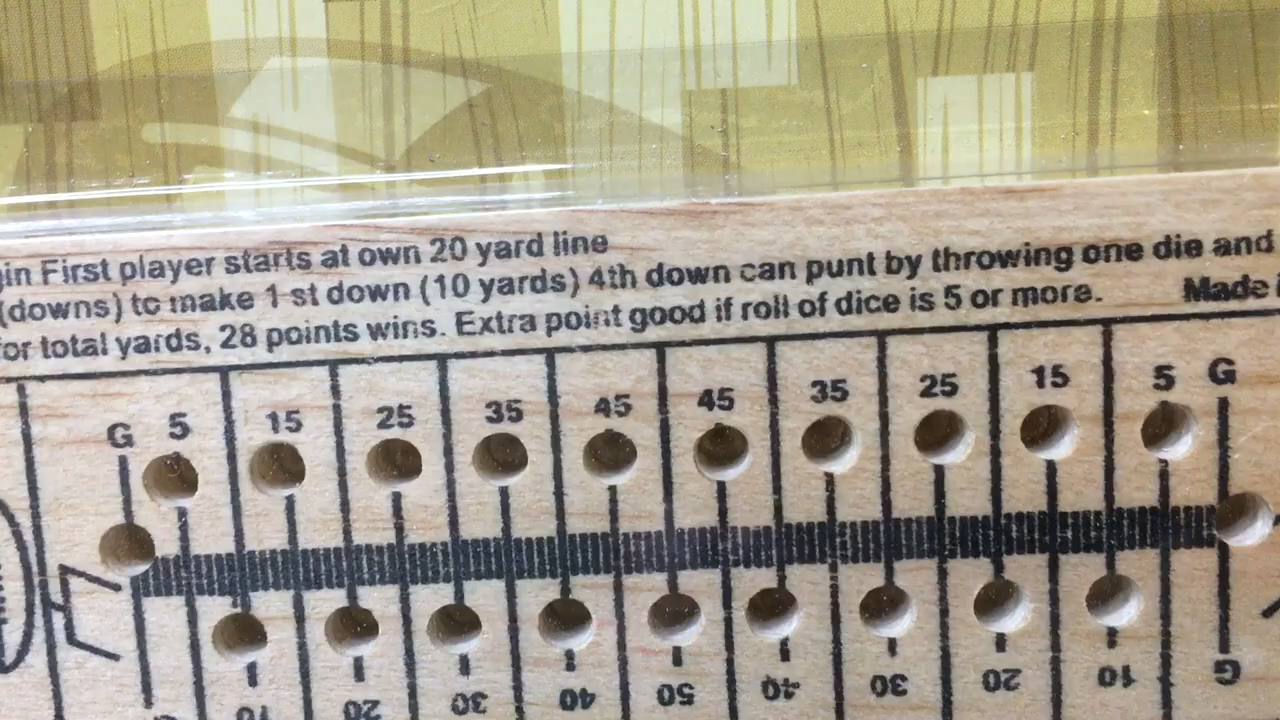 in First player starts at own 20 yard line
(downs) to make 1 st down (10 yards) 4th down can punt by throwing one die and
for total yards, 28 points wins. Extra point good if roll of dice is 5 or more. Made
G 5 15 25 35 45 45 35 25 15 5 G
10 20 30 40 50 40 30 20 10 G